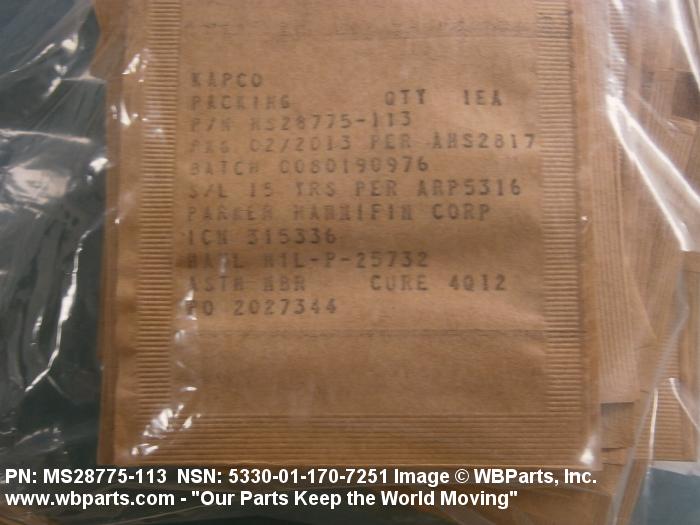 KAPCO
PACKING QTY 1EA
P/N MS28775-113
PKG 02/2013 PER AMS2817
BATCH 0080190976
S/L 15 YRS PER ARP5316
PARKER HANNIFIN CORP
ICN 315336
MATL MIL-P-25732
ASTM NBR CURE 4Q12
PO 2027344
PN: MS28775-113 NSN: 5330-01-170-7251 Image © WBParts, Inc.
www.wbparts.com - "Our Parts Keep the World Moving"